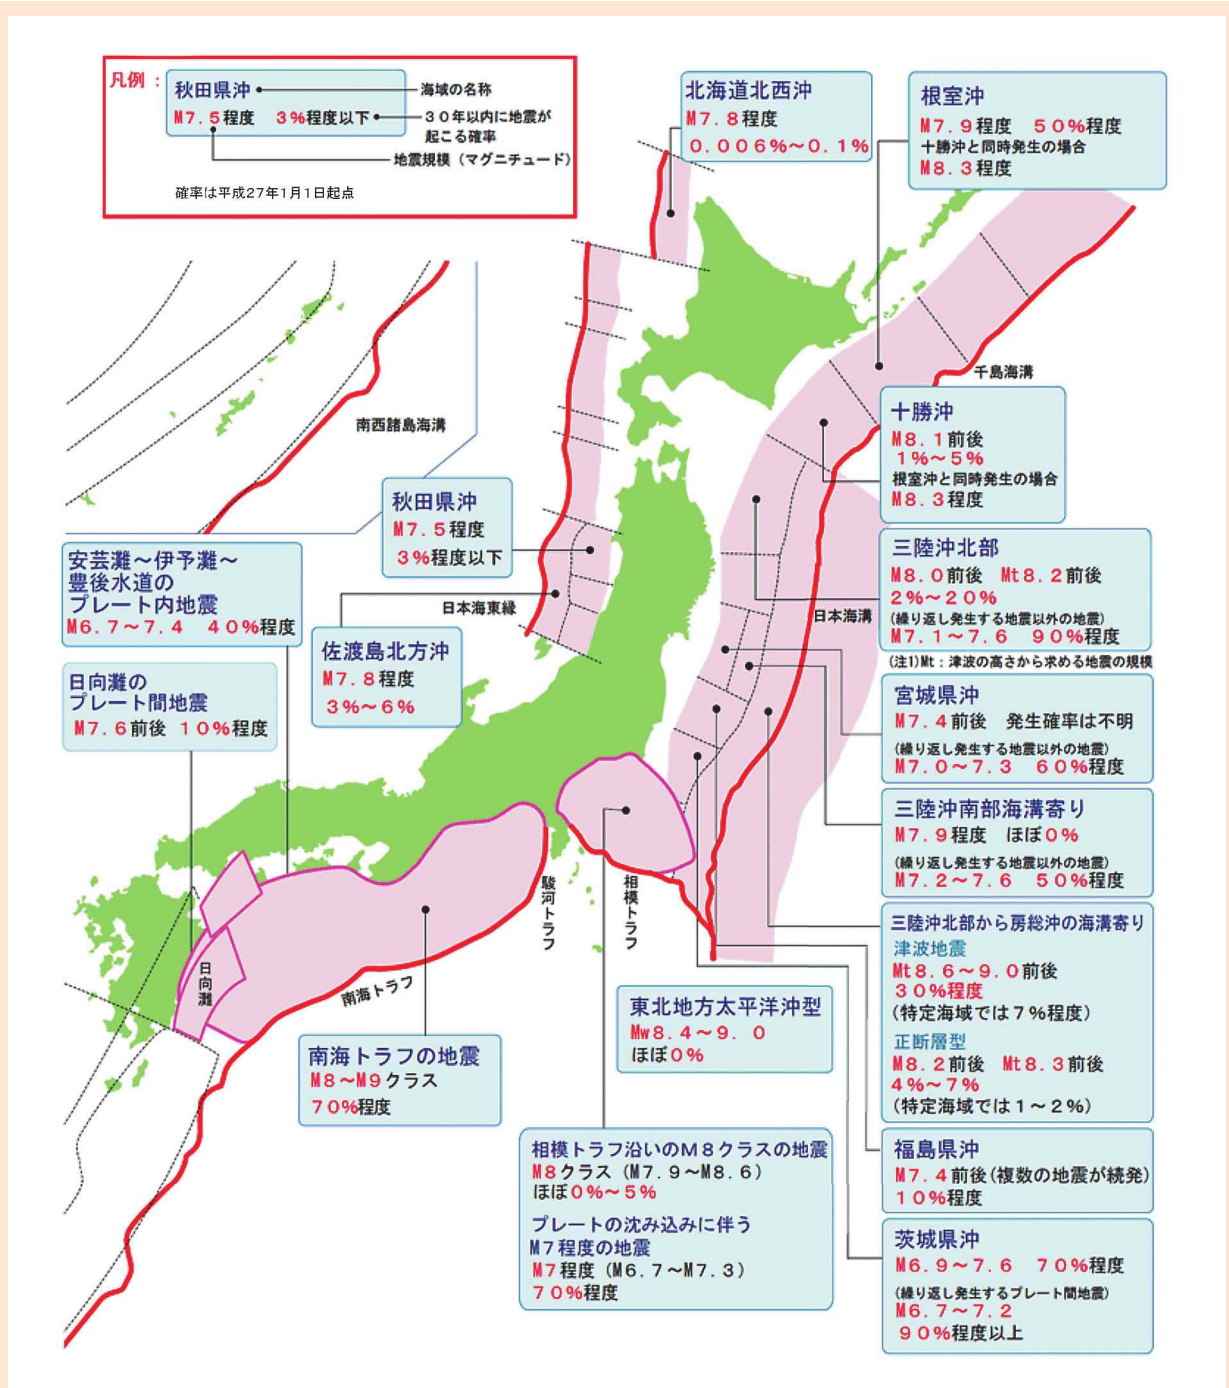 凡例：
秋田県沖
M7.5程度　3%程度以下
海域の名称
３０年以内に地震が
起こる確率
地震規模（マグニチュード）
確率は平成27年1月1日起点
北海道北西沖
M7.8程度
0.006%～0.1%
根室沖
M7.9程度　50%程度
十勝沖と同時発生の場合
M8.3程度
千島海溝
南西諸島海溝
十勝沖
M8.1前後
1%～5%
根室沖と同時発生の場合
M8.3程度
秋田県沖
M7.5程度
3%程度以下
日本海東縁
佐渡島北方沖
M7.8程度
3%～6%
安芸灘～伊予灘～
豊後水道の
プレート内地震
M6.7～7.4　40%程度
日向灘の
プレート間地震
M7.6前後 10%程度
三陸沖北部
M8.0前後　Mt8.2前後
2%～20%
(繰り返し発生する地震以外の地震)
M7.1～7.6　90%程度
日本海溝
(注1)Mt：津波の高さから求める地震の規模
宮城県沖
M7.4前後　発生確率は不明
(繰り返し発生する地震以外の地震)
M7.0～7.3　60%程度
三陸沖南部海溝寄り
M7.9程度　ほぼ0%
(繰り返し発生する地震以外の地震)
M7.2～7.6　50%程度
三陸沖北部から房総沖の海溝寄り
津波地震
Mt8.6～9.0前後
30%程度
(特定海域では７%程度)
正断層型
M8.2前後　Mt8.3前後
4%～7%
(特定海域では１～２%)
駿河トラフ
相模トラフ
日向灘
南海トラフ
東北地方太平洋沖型
Mw8.4～9.0
ほぼ0%
南海トラフの地震
M8～M9クラス
70%程度
相模トラフ沿いのＭ８クラスの地震
M8クラス（M7.9～M8.6）
ほぼ0%～5%
プレートの沈み込みに伴う
M7程度の地震
M7程度（M6.7～M7.3）
70%程度
福島県沖
M7.4前後(複数の地震が続発)
10%程度
茨城県沖
M6.9～7.6　70%程度
(繰り返し発生するプレート間地震)
M6.7～7.2
90%程度以上